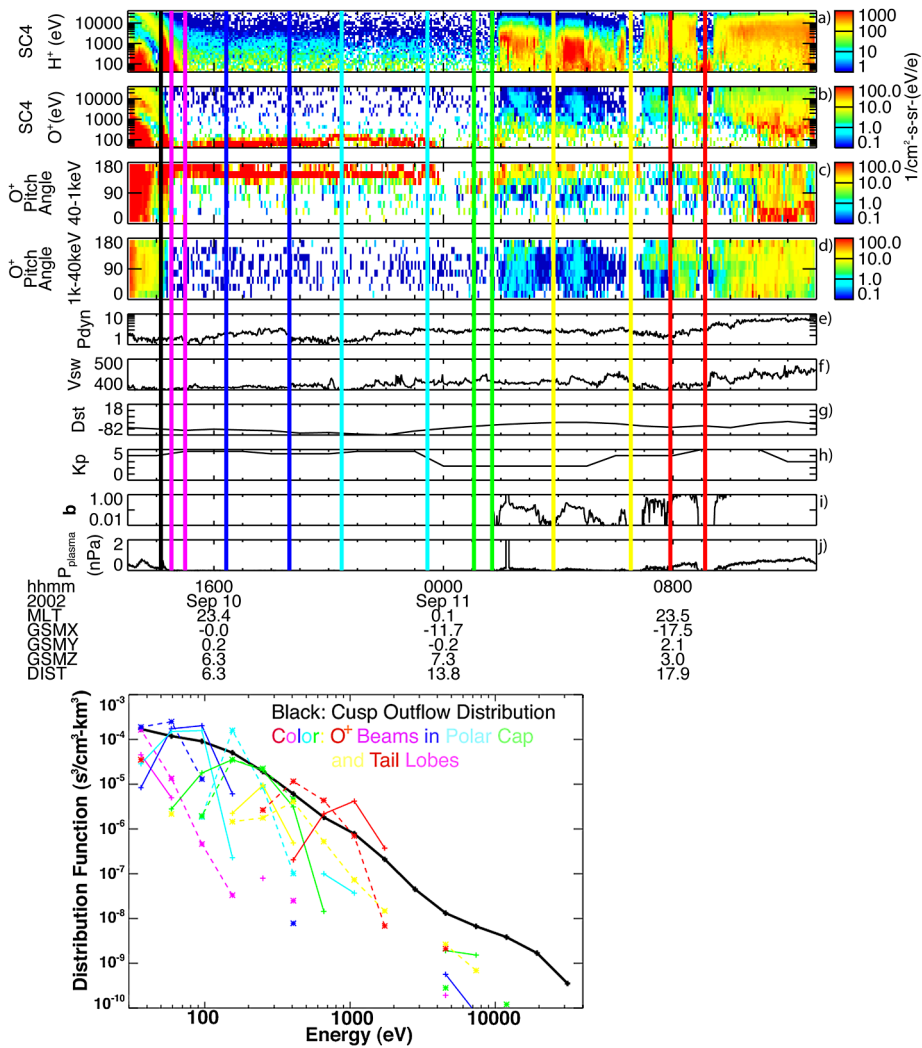 SC4
H+ (eV)
10000
1000
100
a)
1000
100
10
1
SC4
O+(eV)
10000
1000
100
b)
100.0
10.0
1.0
0.1
1/(cm2-s-sr-(eV/e)
O+
Pitch
Angle
40-1keV
180
90
0
c)
100.0
10.0
1.0
0.1
O+
Pitch
Angle
1k-40keV
180
90
0
d)
100.0
10.0
1.0
0.1
Pdyn
10
1
e)
Vsw
500
400
f)
Dst
18
-82
g)
Kp
5
0
h)
b
1.00
0.01
i)
Pplasma
(nPa)
2
0
j)
hhmm 1600 0000 0800
2002 Sep 10 Sep 11
MLT 23.4 0.1 23.5
GSMX -0.0 -11.7 -17.5
GSMY 0.2 -0.2 2.1
GSMZ 6.3 7.3 3.0
DIST 6.3 13.8 17.9
Distribution Function (s3/cm3-km3)
10-3
10-4
10-5
10-6
10-7
10-8
10-9
10-10
Black: Cusp Outflow Distribution
Color: O+ Beams in Polar Cap
and Tail Lobes
100 1000 10000
Energy (eV)